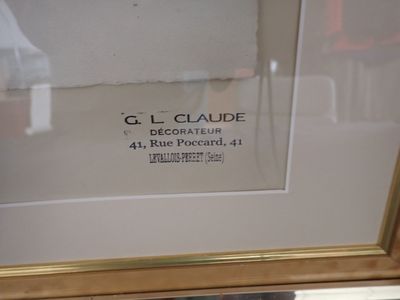 G. L. CLAUDE
DÉCORATEUR
41, Rue Poccard, 41
LEVALLOIS-PERRET (Seine)